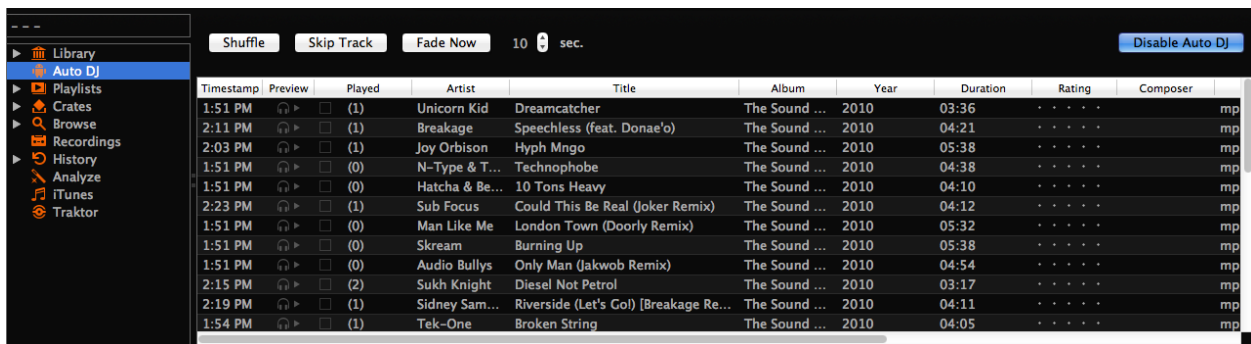 ---
Shuffle Skip Track Fade Now 10 sec. Disable Auto DJ
Library
Auto DJ
Playlists
Crates
Browse
Recordings
History
Analyze
iTunes
Traktor
Timestamp Preview Played Artist Title Album Year Duration Rating Composer
1:51 PM (1) Unicorn Kid Dreamcatcher The Sound ... 2010 03:36 mp
2:11 PM (1) Breakage Speechless (feat. Donae'o) The Sound ... 2010 04:21 mp
2:03 PM (1) Joy Orbison Hyph Mngo The Sound ... 2010 05:38 mp
1:51 PM (0) N-Type & T... Technophobe The Sound ... 2010 04:38 mp
1:51 PM (0) Hatcha & Be... 10 Tons Heavy The Sound ... 2010 04:10 mp
2:23 PM (1) Sub Focus Could This Be Real (Joker Remix) The Sound ... 2010 04:12 mp
1:51 PM (0) Man Like Me London Town (Doorly Remix) The Sound ... 2010 05:32 mp
1:51 PM (0) Skream Burning Up The Sound ... 2010 05:38 mp
1:51 PM (0) Audio Bullys Only Man (Jakwob Remix) The Sound ... 2010 04:54 mp
2:15 PM (2) Sukh Knight Diesel Not Petrol The Sound ... 2010 03:17 mp
2:19 PM (1) Sidney Sam... Riverside (Let's Go!) [Breakage Re... The Sound ... 2010 04:11 mp
1:54 PM (1) Tek-One Broken String The Sound ... 2010 04:05 mp